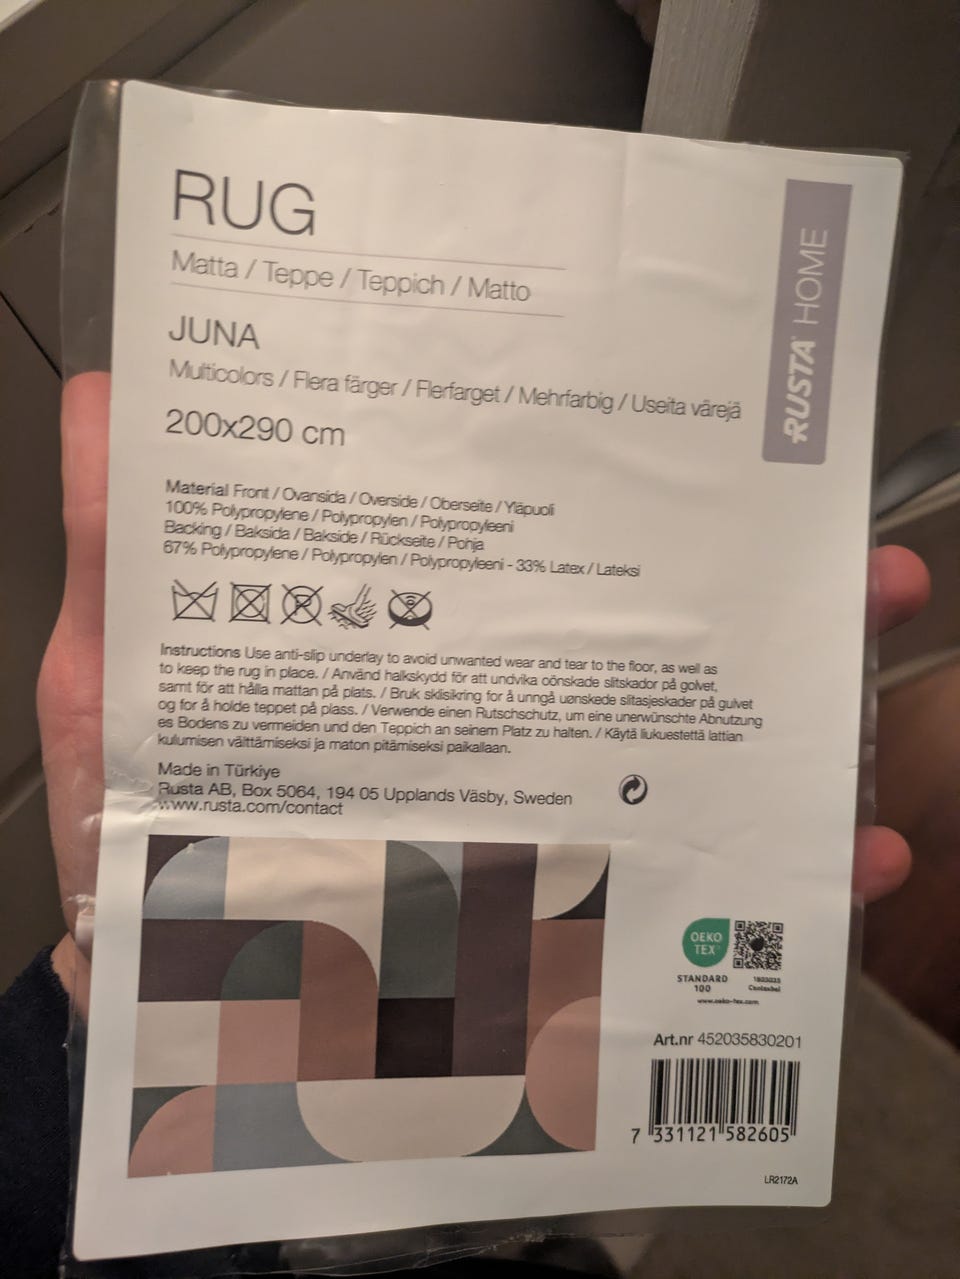 RUG
Matta / Teppe / Teppich / Matto
JUNA
Multicolors / Flera färger / Flerfarget / Mehrfarbig / Useita värejä
200x290 cm
RUSTA HOME
Material Front / Ovansida / Overside / Oberseite / Yläpuoli
100% Polypropylene / Polypropylen / Polypropyleeni
Backing / Baksida / Bakside / Rückseite / Pohja
67% Polypropylene / Polypropylen / Polypropyleeni - 33% Latex / Lateksi
P
Instructions Use anti-slip underlay to avoid unwanted wear and tear to the floor, as well as
to keep the rug in place. / Använd halkskydd för att undvika oönskade slitskador på golvet,
samt för att hålla mattan på plats. / Bruk sklisikring for å unngå uønskede slitasjeskader på gulvet
og for å holde teppet på plass. / Verwende einen Rutschschutz, um eine unerwünschte Abnutzung
es Bodens zu vermeiden und den Teppich an seinem Platz zu halten. / Käytä liukuestettä lattian
kulumisen välttämiseksi ja maton pitämiseksi paikallaan.
Made in Türkiye
Rusta AB, Box 5064, 194 05 Upplands Väsby, Sweden
www.rusta.com/contact
OEKO
TEX
STANDARD
100
Centexbel
www.oeko-tex.com
Art.nr 452035830201
7 331121 582605
LR2172A